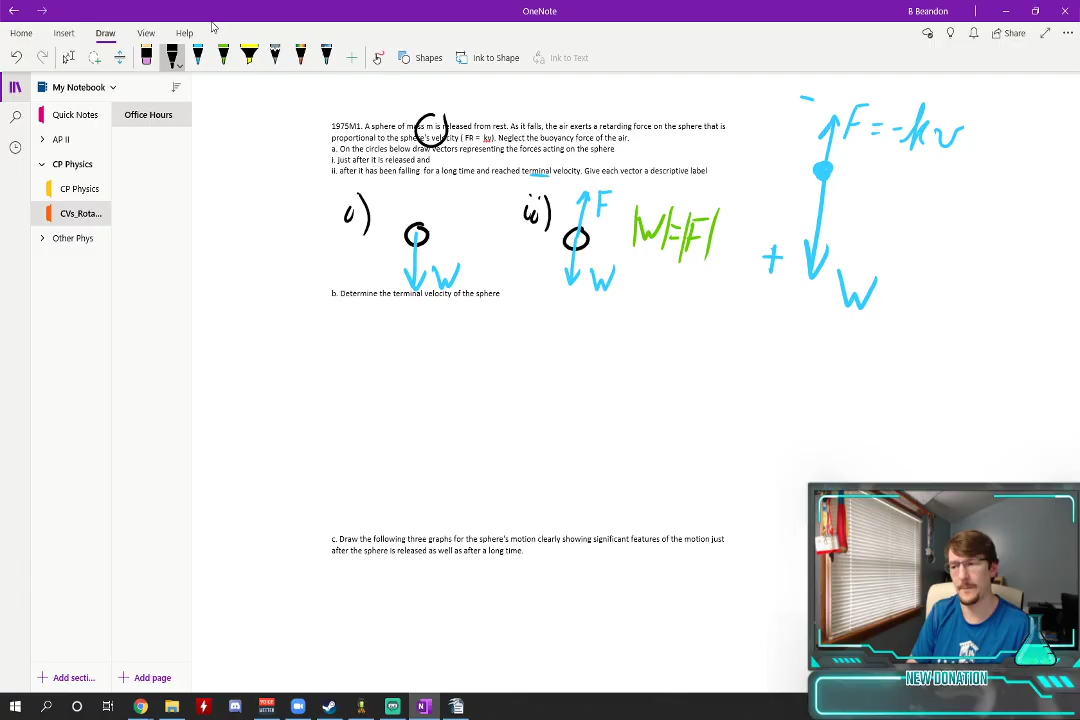 OneNote
B Beandon
Home Insert Draw View Help
Share
Shapes
Ink to Shape
Ink to Text
My Notebook
Quick Notes
AP II
CP Physics
CP Physics
CVs_Rota...
Other Phys
Office Hours
1975M1. A sphere of mass m is released from rest. As it falls, the air exerts a retarding force on the sphere that is
proportional to the sphere's velocity ( FR = kv). Neglect the buoyancy force of the air.
a. On the circles below draw vectors representing the forces acting on the sphere
i. just after it is released and
ii. after it has been falling for a long time and reached terminal velocity. Give each vector a descriptive label
i)
W
ii)
F
W
|W|=|F|
-
F = -kv
+
W
b. Determine the terminal velocity of the sphere
c. Draw the following three graphs for the sphere's motion clearly showing significant features of the motion just
after the sphere is released as well as after a long time.
Add secti...
Add page
NEW DONATION